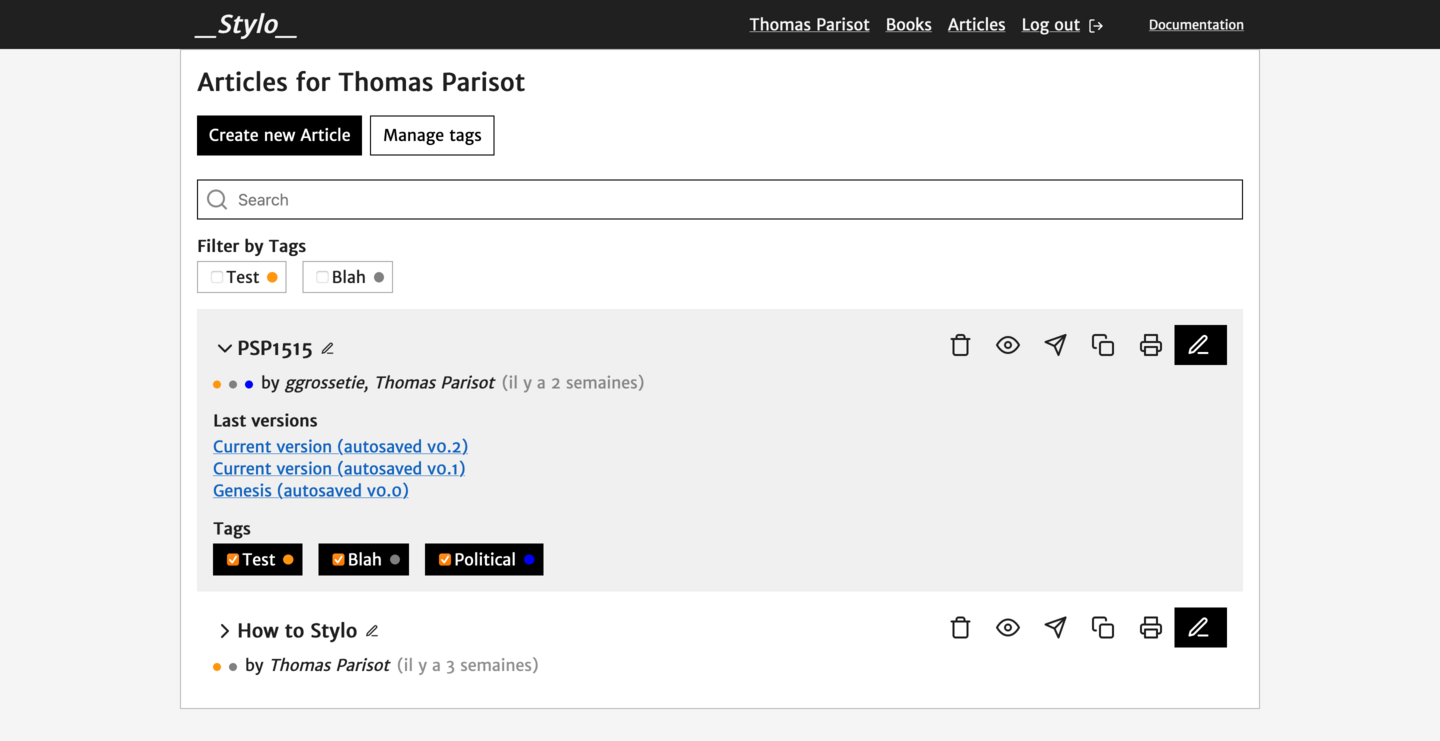 __Stylo__
Thomas Parisot Books Articles Log out Documentation
Articles for Thomas Parisot
Create new Article Manage tags
Search
Filter by Tags
Test Blah
PSP1515
by ggrossetie, Thomas Parisot (il y a 2 semaines)
Last versions
Current version (autosaved v0.2)
Current version (autosaved v0.1)
Genesis (autosaved v0.0)
Tags
Test Blah Political
How to Stylo
by Thomas Parisot (il y a 3 semaines)